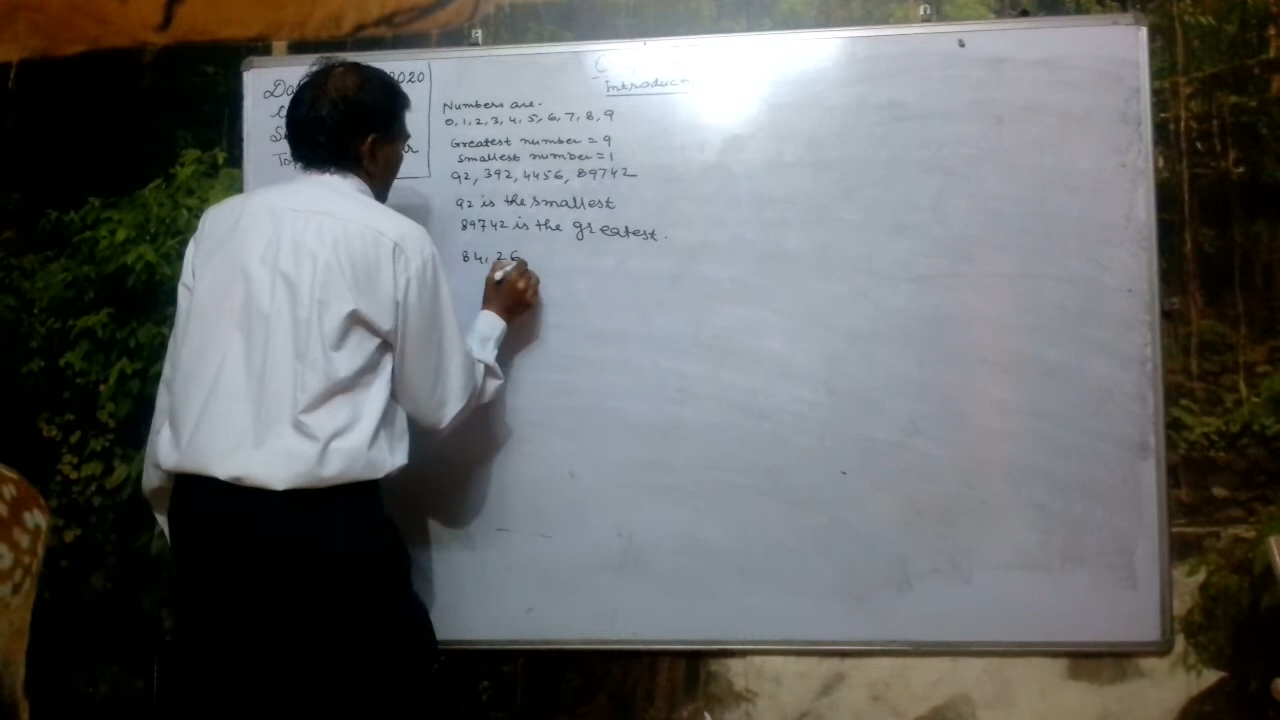 2020
Introduc
Numbers are.
0, 1, 2, 3, 4, 5, 6, 7, 8, 9
Greatest number = 9
Smallest number = 1
92, 392, 4456, 89742
92 is the smallest
89742 is the greatest.
84, 26